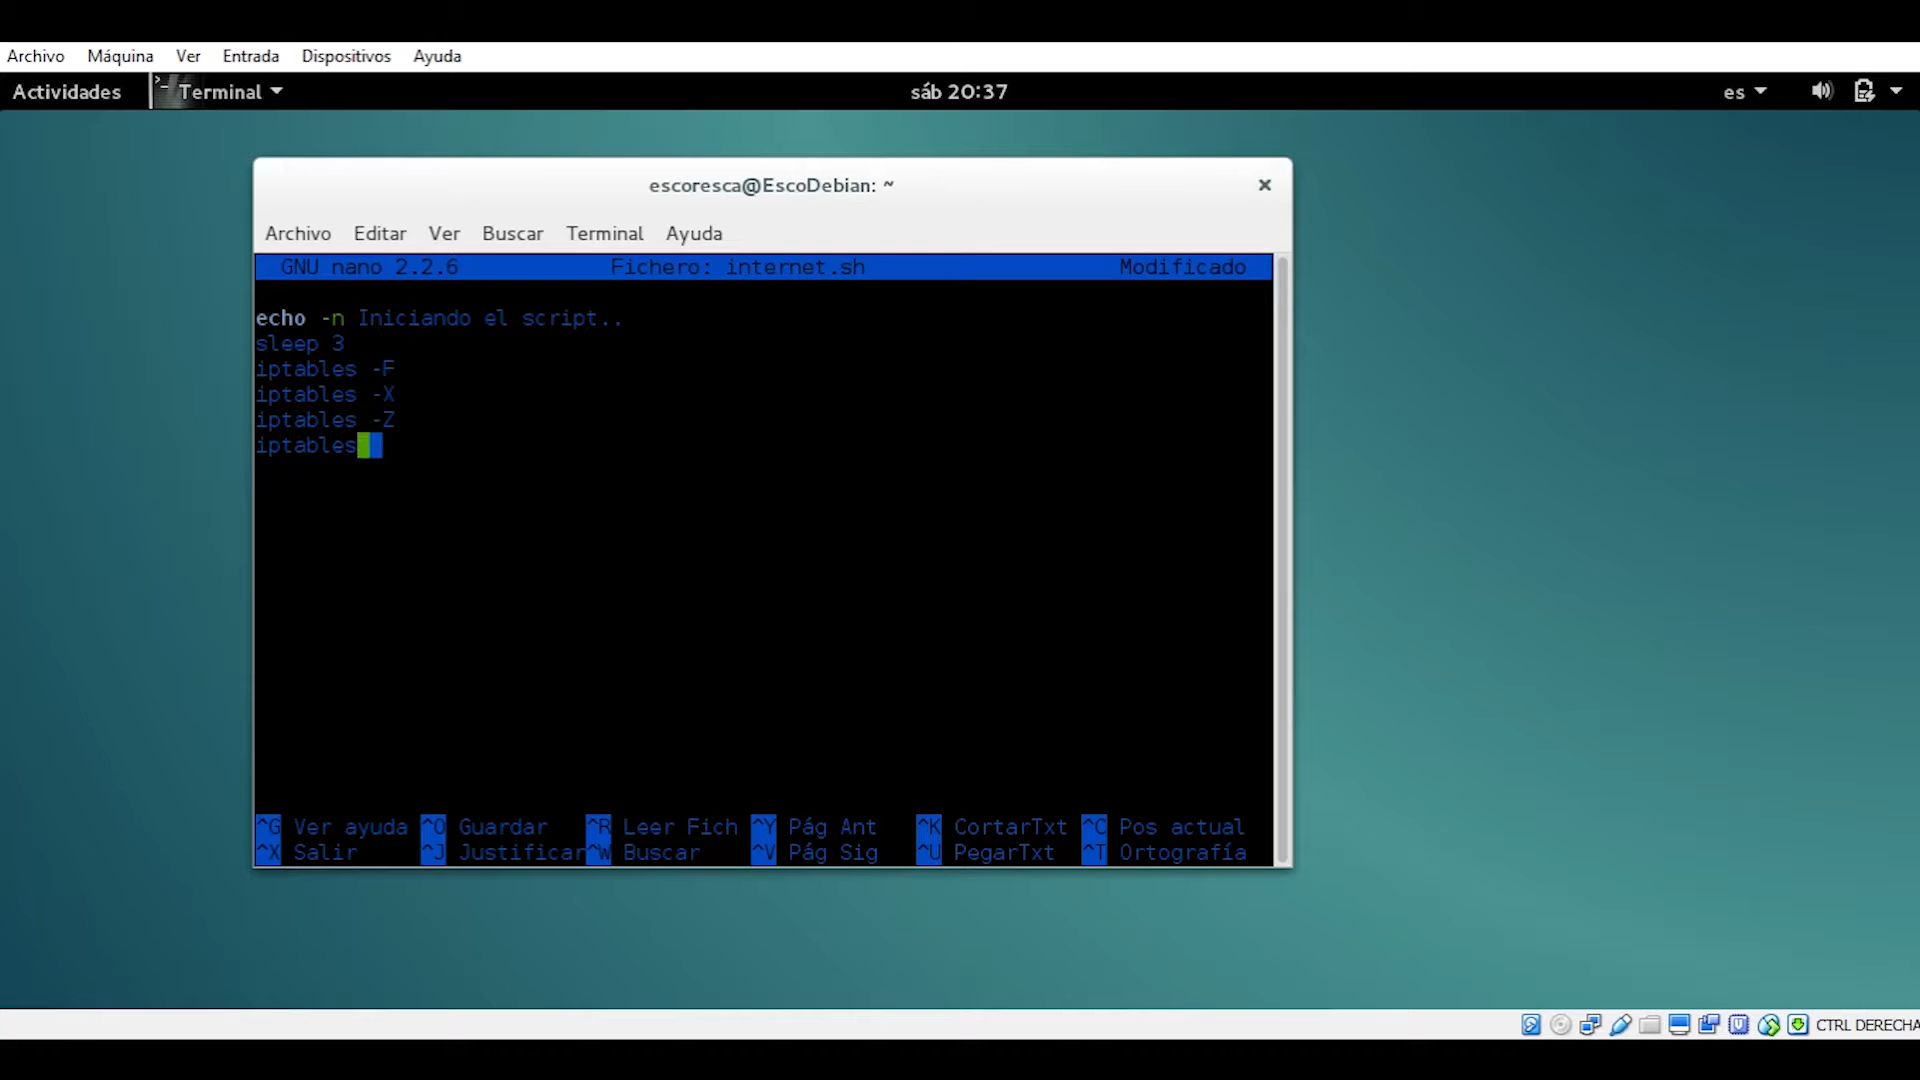 Archivo Máquina Ver Entrada Dispositivos Ayuda
Actividades Terminal sáb 20:37 es
escoresca@EscoDebian: ~
Archivo Editar Ver Buscar Terminal Ayuda
GNU nano 2.2.6 Fichero: internet.sh Modificado
echo -n Iniciando el script..
sleep 3
iptables -F
iptables -X
iptables -Z
iptables
^G Ver ayuda ^O Guardar ^R Leer Fich ^Y Pág Ant ^K CortarTxt ^C Pos actual
^X Salir ^J Justificar ^W Buscar ^V Pág Sig ^U PegarTxt ^T Ortografía
CTRL DERECHA